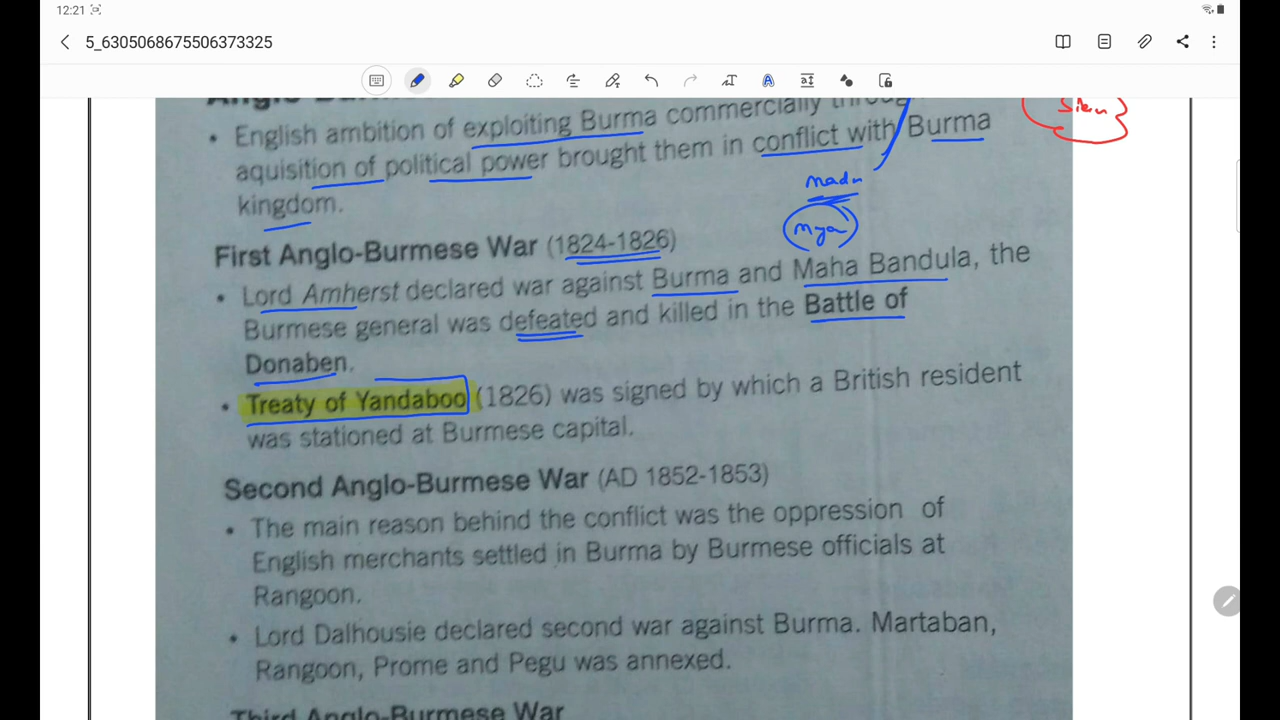 12:21
5_6305068675506373325
English ambition of exploiting Burma commercially through
Sikh
aquisition of political power brought them in conflict with Burma
kingdom.
First Anglo-Burmese War (1824-1826)
• Lord Amherst declared war against Burma and Maha Bandula, the
Burmese general was defeated and killed in the Battle of
Donaben.
• Treaty of Yandaboo (1826) was signed by which a British resident
was stationed at Burmese capital.
Second Anglo-Burmese War (AD 1852-1853)
• The main reason behind the conflict was the oppression of
English merchants settled in Burma by Burmese officials at
Rangoon.
• Lord Dalhousie declared second war against Burma. Martaban,
Rangoon, Prome and Pegu was annexed.
Third Anglo-Burmese War